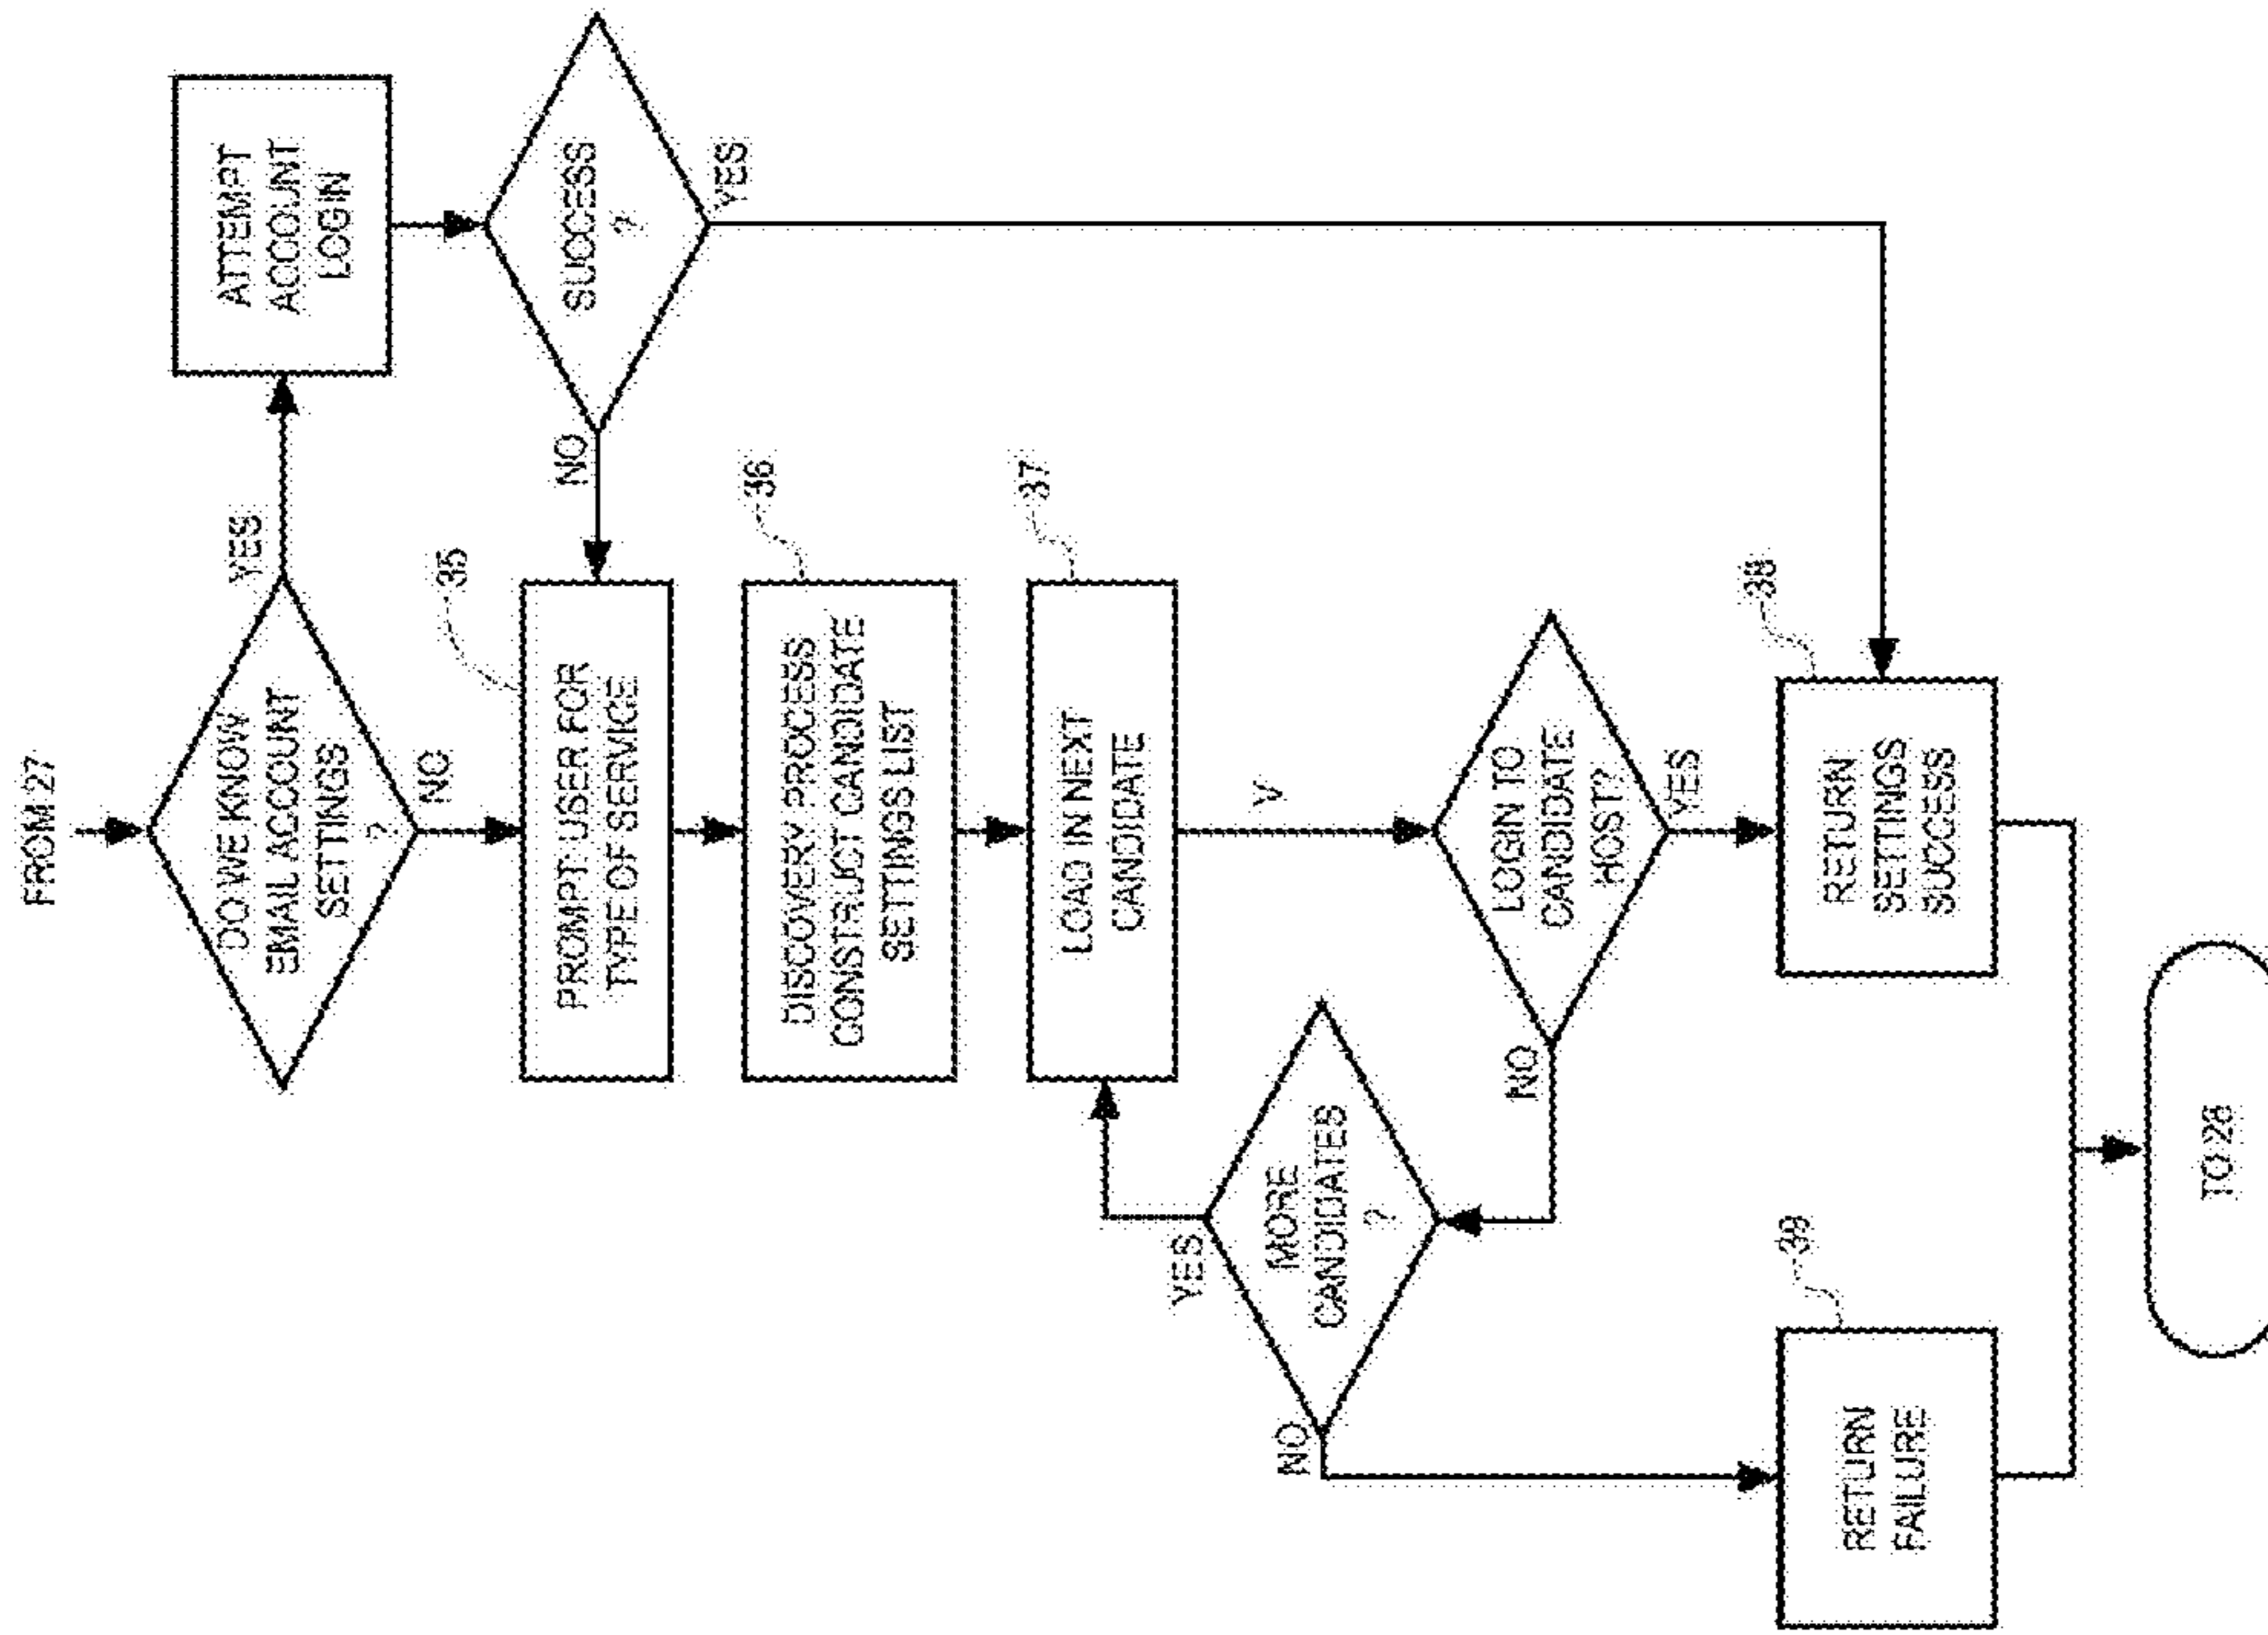 FROM 27
DO WE KNOW
EMAIL ACCOUNT
SETTINGS
?
YES
NO
ATTEMPT
ACCOUNT
LOGIN
SUCCESS
?
NO
YES
35
PROMPT USER FOR
TYPE OF SERVICE
36
DISCOVERY PROCESS
CONSTRUCT CANDIDATE
SETTINGS LIST
37
LOAD IN NEXT
CANDIDATE
V
YES
MORE
CANDIDATES
?
NO
LOGIN TO
CANDIDATE
HOST?
NO
YES
38
RETURN
SETTINGS
SUCCESS
39
RETURN
FAILURE
TO 28